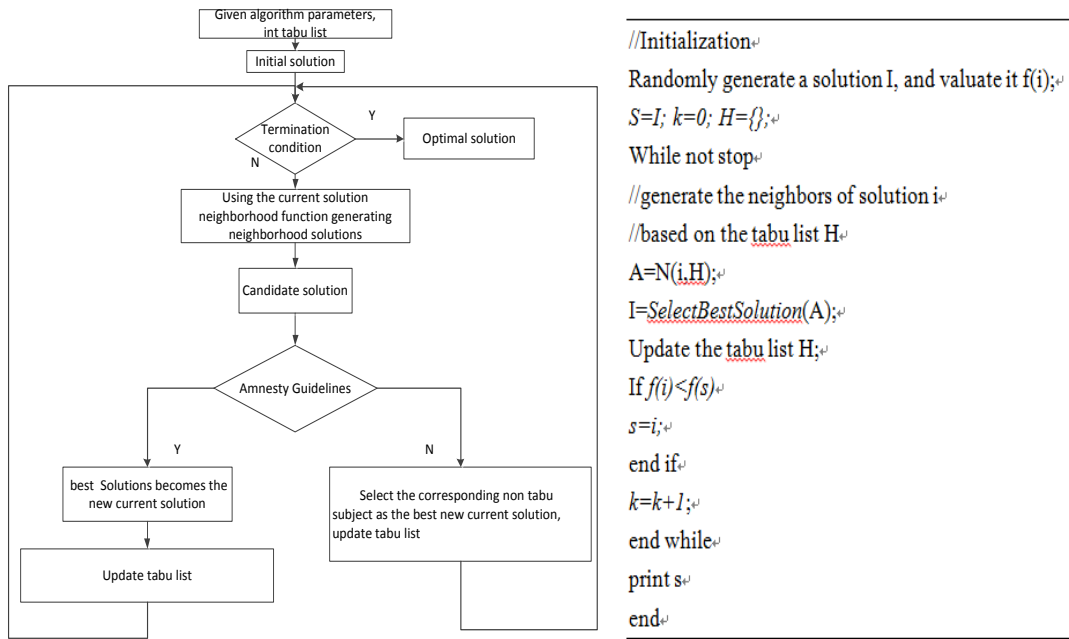 Given algorithm parameters,
int tabu list
Initial solution
Termination
condition
Y
Optimal solution
N
Using the current solution
neighborhood function generating
neighborhood solutions
Candidate solution
Amnesty Guidelines
Y
N
best Solutions becomes the
new current solution
Update tabu list
Select the corresponding non tabu
subject as the best new current solution,
update tabu list
//Initialization
Randomly generate a solution I, and valuate it f(i);
S=I; k=0; H={};
While not stop
//generate the neighbors of solution i
//based on the tabu list H
A=N(i,H);
I=SelectBestSolution(A);
Update the tabu list H;
If f(i)<f(s)
s=i;
end if
k=k+1;
end while
print s
end